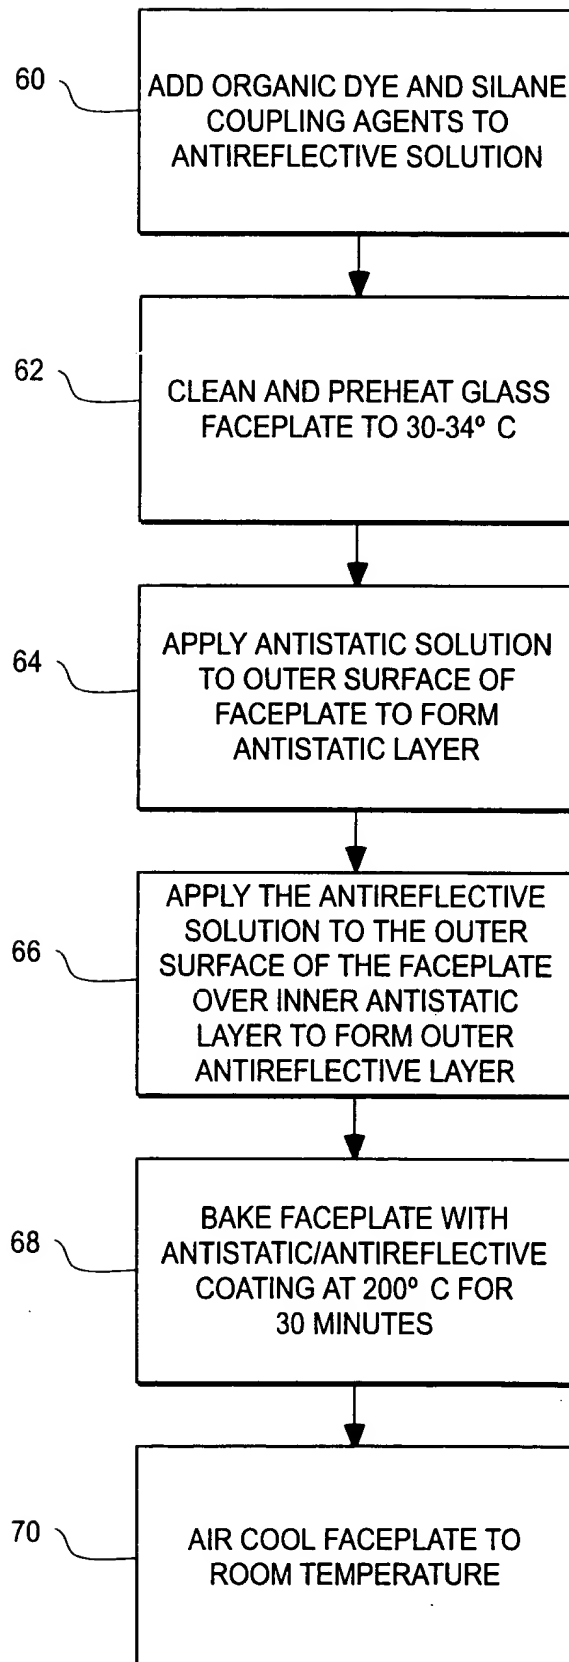 60
ADD ORGANIC DYE AND SILANE
COUPLING AGENTS TO
ANTIREFLECTIVE SOLUTION
62
CLEAN AND PREHEAT GLASS
FACEPLATE TO 30-34º C
64
APPLY ANTISTATIC SOLUTION
TO OUTER SURFACE OF
FACEPLATE TO FORM
ANTISTATIC LAYER
66
APPLY THE ANTIREFLECTIVE
SOLUTION TO THE OUTER
SURFACE OF THE FACEPLATE
OVER INNER ANTISTATIC
LAYER TO FORM OUTER
ANTIREFLECTIVE LAYER
68
BAKE FACEPLATE WITH
ANTISTATIC/ANTIREFLECTIVE
COATING AT 200º C FOR
30 MINUTES
70
AIR COOL FACEPLATE TO
ROOM TEMPERATURE